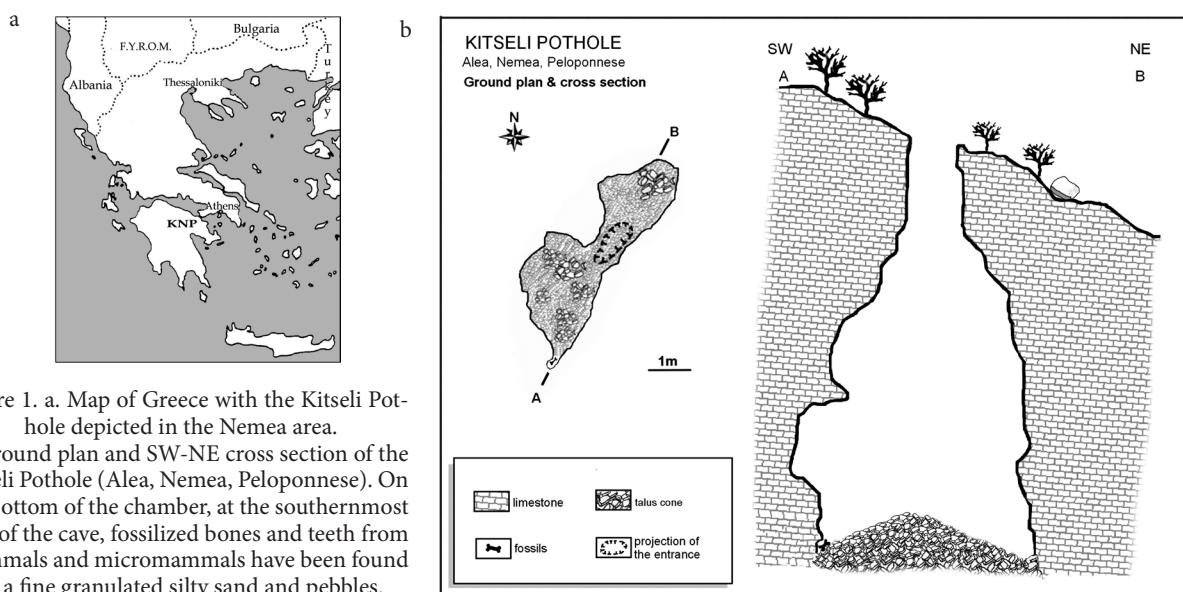 a
Bulgaria
F.Y.R.O.M.
Turkey
Albania
Thessaloniki
Athens
KNP
re 1. a. Map of Greece with the Kitseli Pot-
hole depicted in the Nemea area.
round plan and SW-NE cross section of the
eli Pothole (Alea, Nemea, Peloponnese). On
ottom of the chamber, at the southernmost
of the cave, fossilized bones and teeth from
mals and micromammals have been found
a fine granulated silty sand and pebbles.
b
KITSELI POTHOLE
Alea, Nemea, Peloponnese
Ground plan & cross section
N
B
A
1m
SW
A
NE
B
limestone
talus cone
fossils
projection of
the entrance